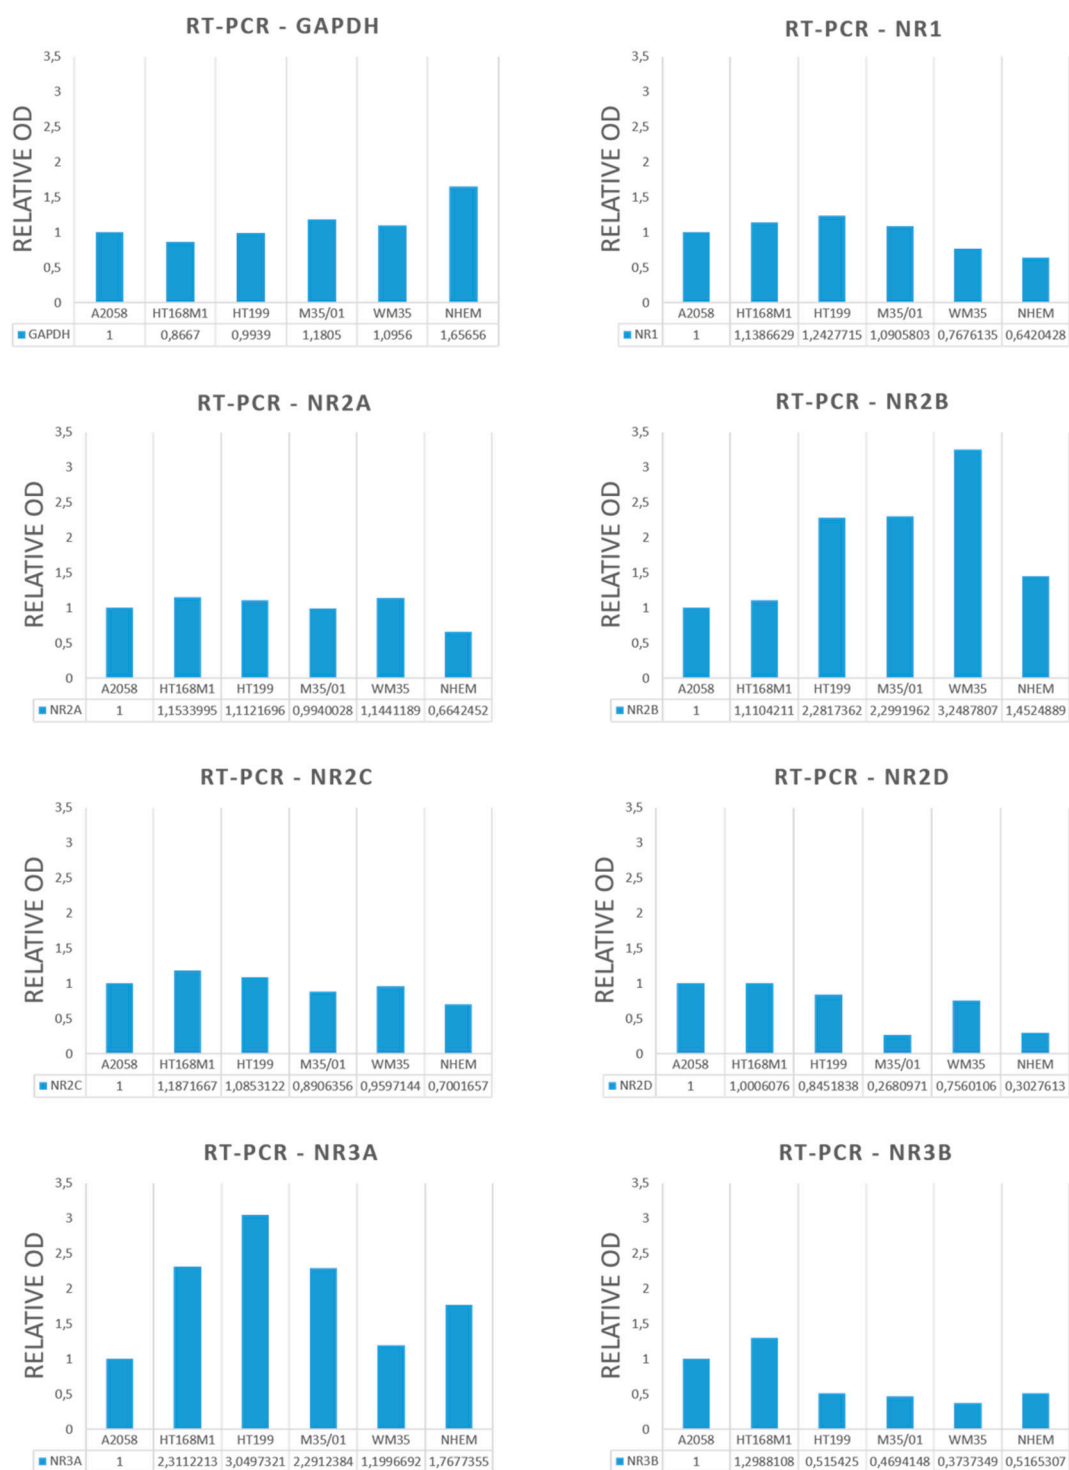 RT-PCR - GAPDH
RELATIVE OD
3,5
3
2,5
2
1,5
1
0,5
0
A2058 HT168M1 HT199 M35/01 WM35 NHEM
GAPDH 1 0,8667 0,9939 1,1805 1,0956 1,65656
RT-PCR - NR1
RELATIVE OD
3,5
3
2,5
2
1,5
1
0,5
0
A2058 HT168M1 HT199 M35/01 WM35 NHEM
NR1 1 1,1386629 1,2427715 1,0905803 0,7676135 0,6420428
RT-PCR - NR2A
RELATIVE OD
3,5
3
2,5
2
1,5
1
0,5
0
A2058 HT168M1 HT199 M35/01 WM35 NHEM
NR2A 1 1,1533995 1,1121696 0,9940028 1,1441189 0,6642452
RT-PCR - NR2B
RELATIVE OD
3,5
3
2,5
2
1,5
1
0,5
0
A2058 HT168M1 HT199 M35/01 WM35 NHEM
NR2B 1 1,1104211 2,2817362 2,2991962 3,2487807 1,4524889
RT-PCR - NR2C
RELATIVE OD
3,5
3
2,5
2
1,5
1
0,5
0
A2058 HT168M1 HT199 M35/01 WM35 NHEM
NR2C 1 1,1871667 1,0853122 0,8906356 0,9597144 0,7001657
RT-PCR - NR2D
RELATIVE OD
3,5
3
2,5
2
1,5
1
0,5
0
A2058 HT168M1 HT199 M35/01 WM35 NHEM
NR2D 1 1,0006076 0,8451838 0,2680971 0,7560106 0,3027613
RT-PCR - NR3A
RELATIVE OD
3,5
3
2,5
2
1,5
1
0,5
0
A2058 HT168M1 HT199 M35/01 WM35 NHEM
NR3A 1 2,3112213 3,0497321 2,2912384 1,1996692 1,7677355
RT-PCR - NR3B
RELATIVE OD
3,5
3
2,5
2
1,5
1
0,5
0
A2058 HT168M1 HT199 M35/01 WM35 NHEM
NR3B 1 1,2988108 0,515425 0,4694148 0,3737349 0,5165307